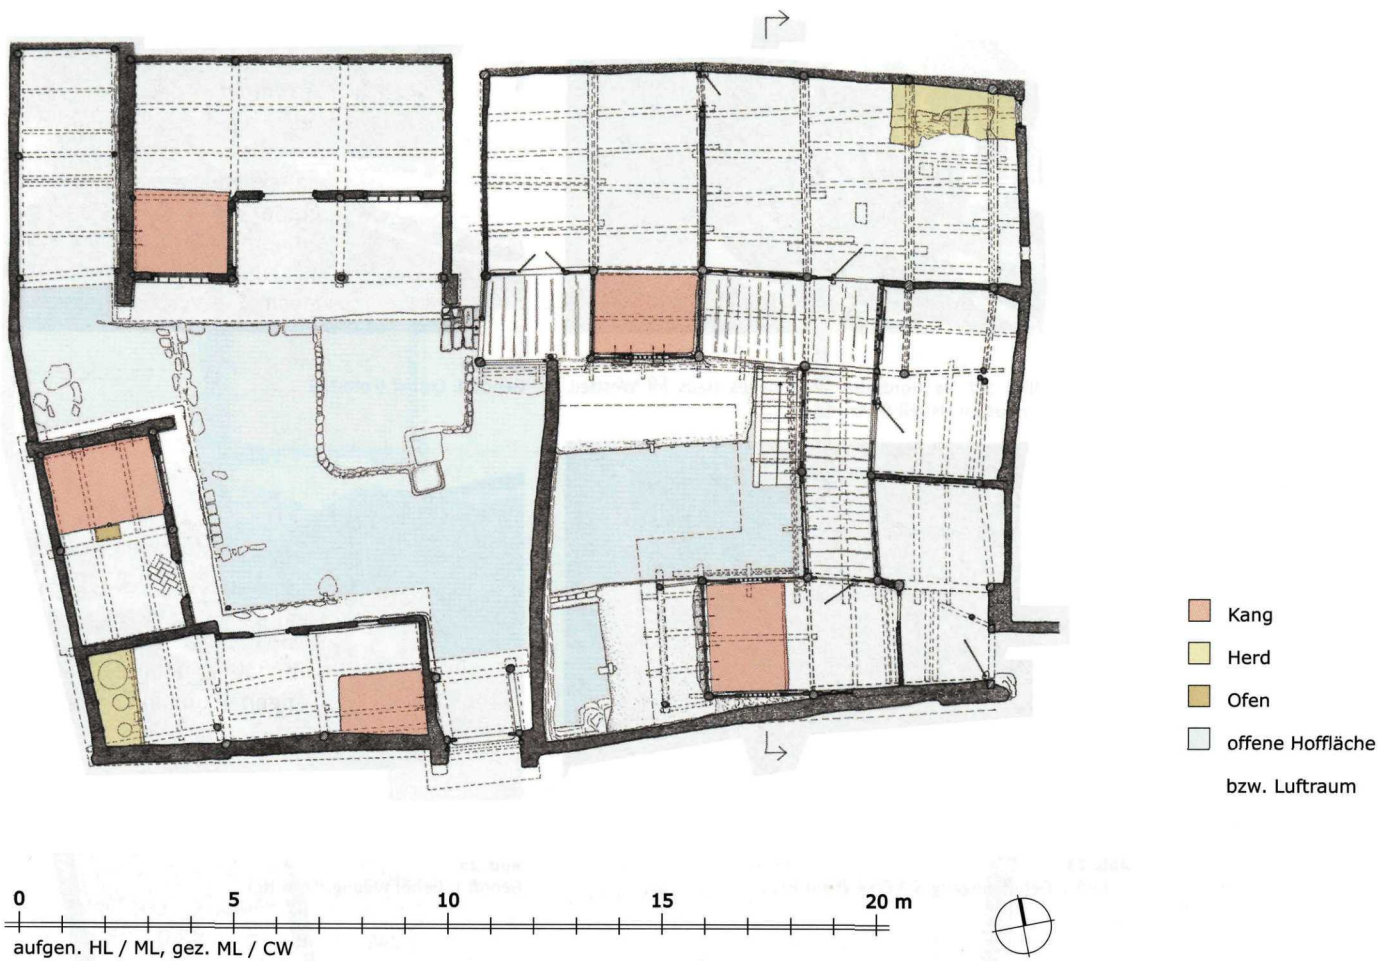 Kang
Herd
Ofen
offene Hoffläche
bzw. Luftraum
0 5 10 15 20 m
aufgen. HL / ML, gez. ML / CW